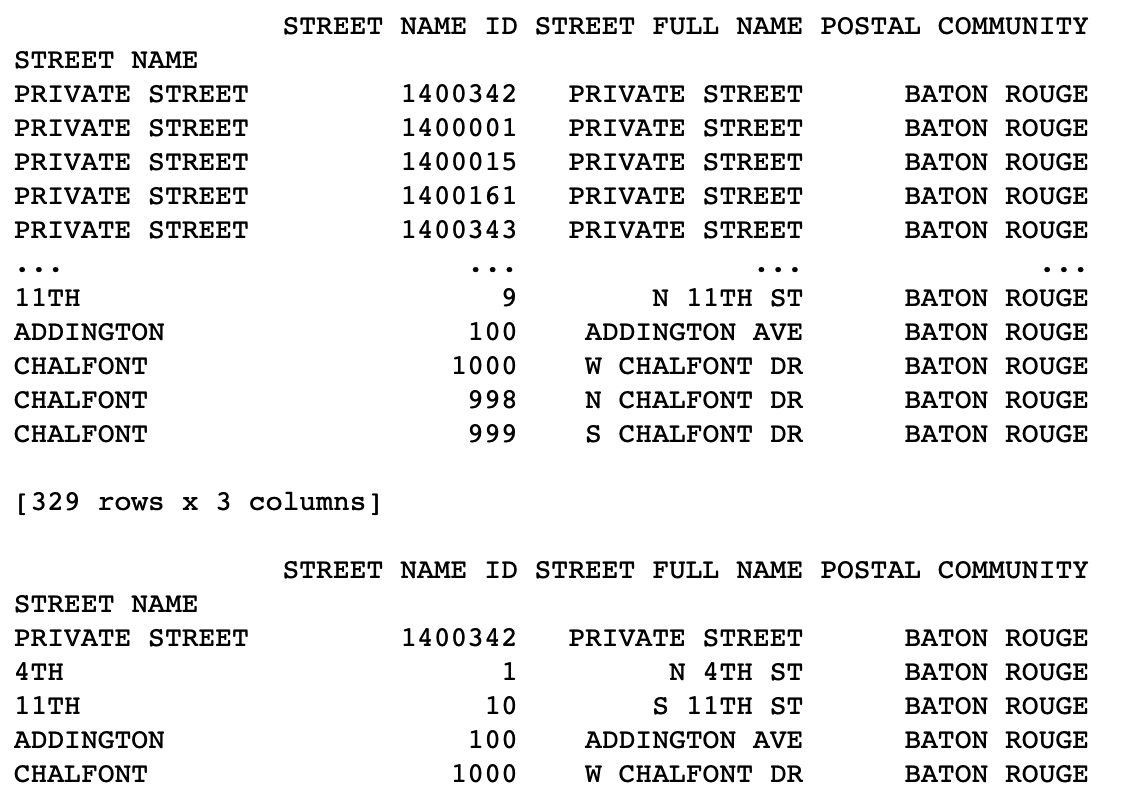 STREET NAME ID STREET FULL NAME POSTAL COMMUNITY
STREET NAME
PRIVATE STREET 1400342 PRIVATE STREET BATON ROUGE
PRIVATE STREET 1400001 PRIVATE STREET BATON ROUGE
PRIVATE STREET 1400015 PRIVATE STREET BATON ROUGE
PRIVATE STREET 1400161 PRIVATE STREET BATON ROUGE
PRIVATE STREET 1400343 PRIVATE STREET BATON ROUGE
... ... ... ...
11TH 9 N 11TH ST BATON ROUGE
ADDINGTON 100 ADDINGTON AVE BATON ROUGE
CHALFONT 1000 W CHALFONT DR BATON ROUGE
CHALFONT 998 N CHALFONT DR BATON ROUGE
CHALFONT 999 S CHALFONT DR BATON ROUGE
[329 rows x 3 columns]
STREET NAME ID STREET FULL NAME POSTAL COMMUNITY
STREET NAME
PRIVATE STREET 1400342 PRIVATE STREET BATON ROUGE
4TH 1 N 4TH ST BATON ROUGE
11TH 10 S 11TH ST BATON ROUGE
ADDINGTON 100 ADDINGTON AVE BATON ROUGE
CHALFONT 1000 W CHALFONT DR BATON ROUGE